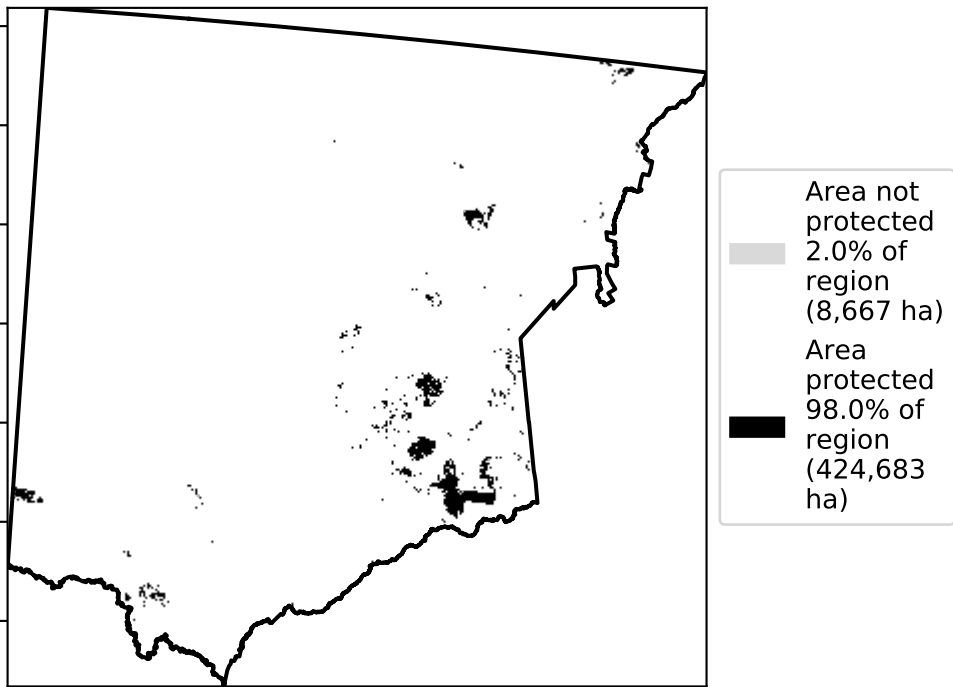 Area not
protected
2.0% of
region
(8,667 ha)
Area
protected
98.0% of
region
(424,683
ha)